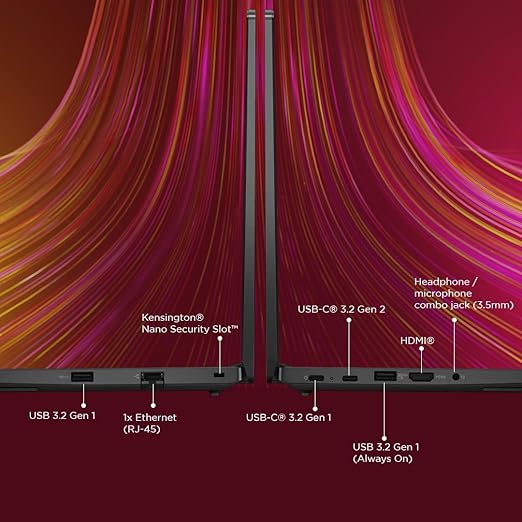 Headphone /
microphone
combo jack (3.5mm)
Kensington®
Nano Security Slot™
USB-C® 3.2 Gen 2
HDMI®
USB 3.2 Gen 1
1x Ethernet
(RJ-45)
USB-C® 3.2 Gen 1
USB 3.2 Gen 1
(Always On)